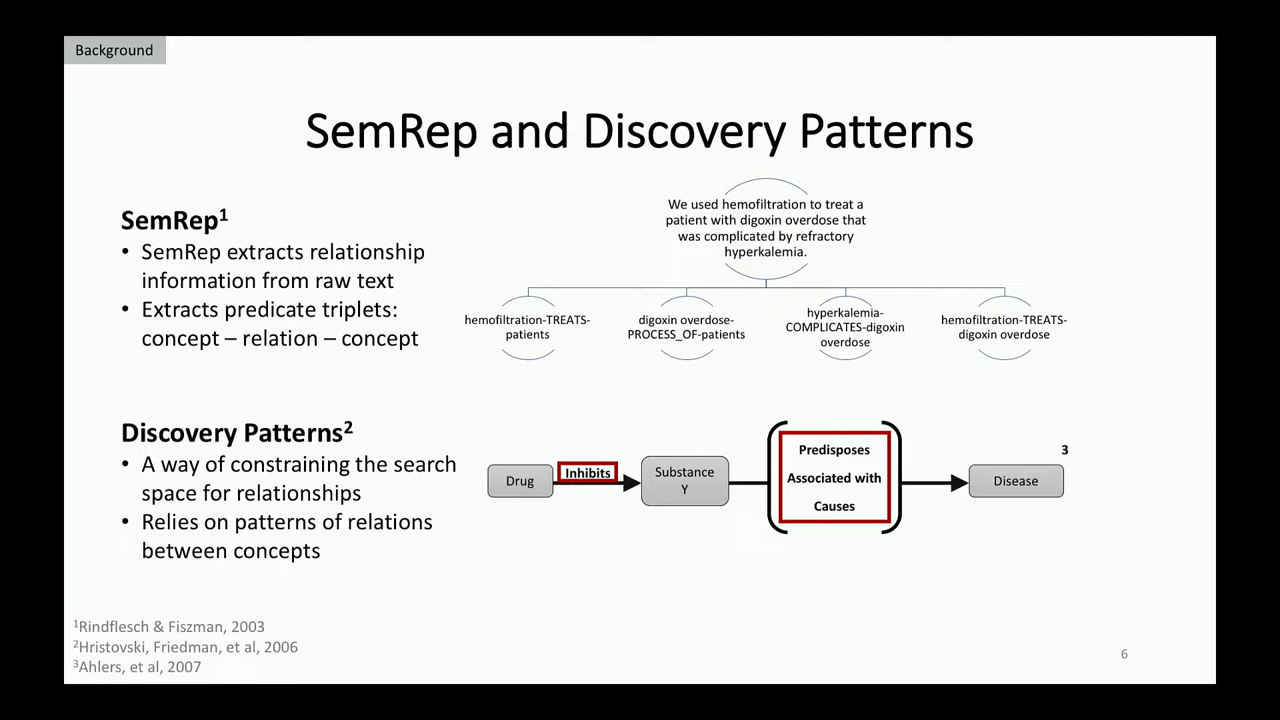 Background
SemRep and Discovery Patterns
SemRep¹
• SemRep extracts relationship
information from raw text
• Extracts predicate triplets:
concept – relation – concept
We used hemofiltration to treat a
patient with digoxin overdose that
was complicated by refractory
hyperkalemia.
hemofiltration-TREATS-
patients
digoxin overdose-
PROCESS_OF-patients
hyperkalemia-
COMPLICATES-digoxin
overdose
hemofiltration-TREATS-
digoxin overdose
Discovery Patterns²
• A way of constraining the search
space for relationships
• Relies on patterns of relations
between concepts
Drug
Inhibits
Substance
Y
Predisposes
Associated with
Causes
Disease
3
¹Rindflesch & Fiszman, 2003
²Hristovski, Friedman, et al, 2006
³Ahlers, et al, 2007
6